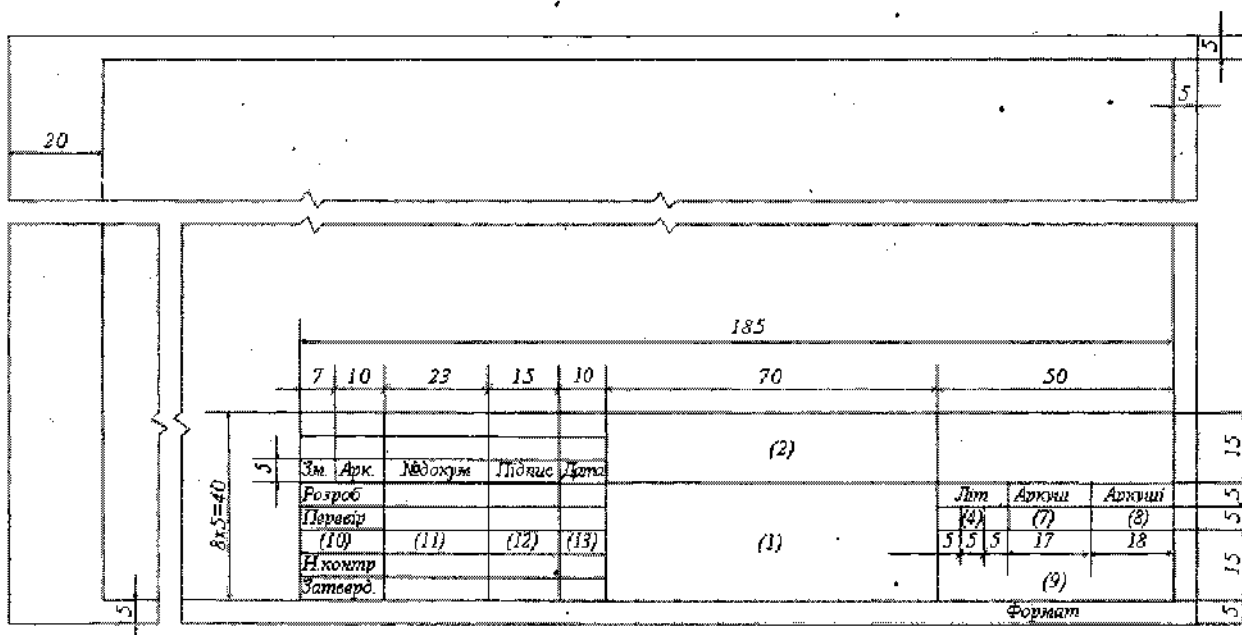 5
5
20
185
7 10 23 15 10 70 50
8x5=40
5
(2)
15
Зм. Арк. №докум Підпис Дата
Розроб
Літ Аркуш Аркуші
5
Перевір
(4) (7) (8)
5
(10) (11) (12) (13)
(1)
5 5 5 17 18
15
Н.контр
(9)
Затверд.
5
Формат
5